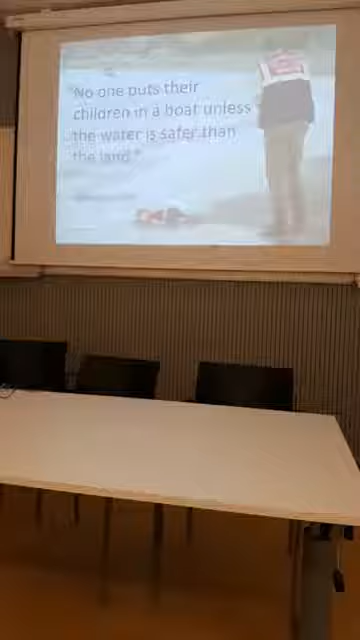 "No one puts their
children in a boat unless
the water is safer than
the land."